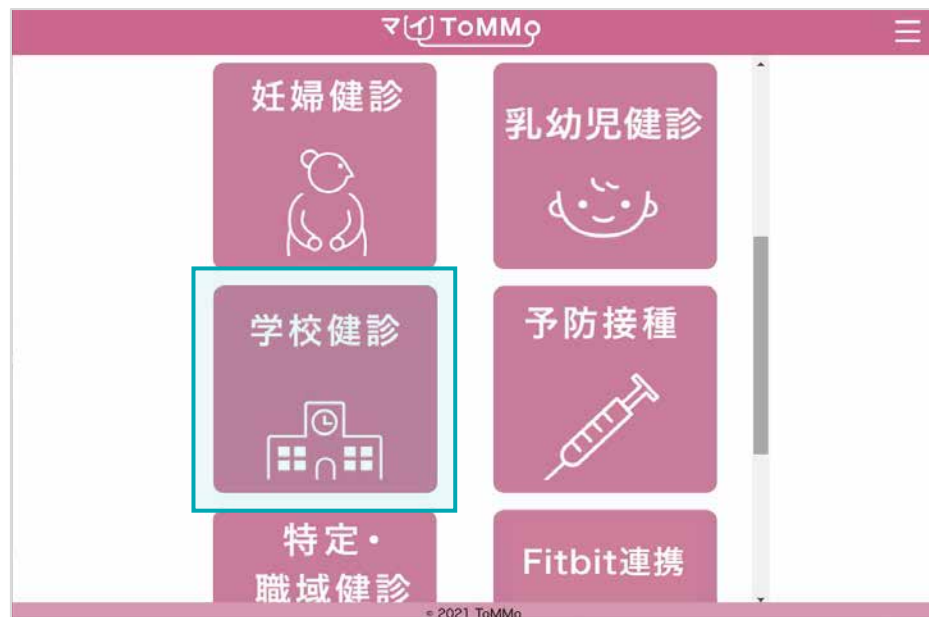 マイToMMo
妊婦健診
乳幼児健診
学校健診
予防接種
特定・
職域健診
Fitbit連携
© 2021 ToMMo